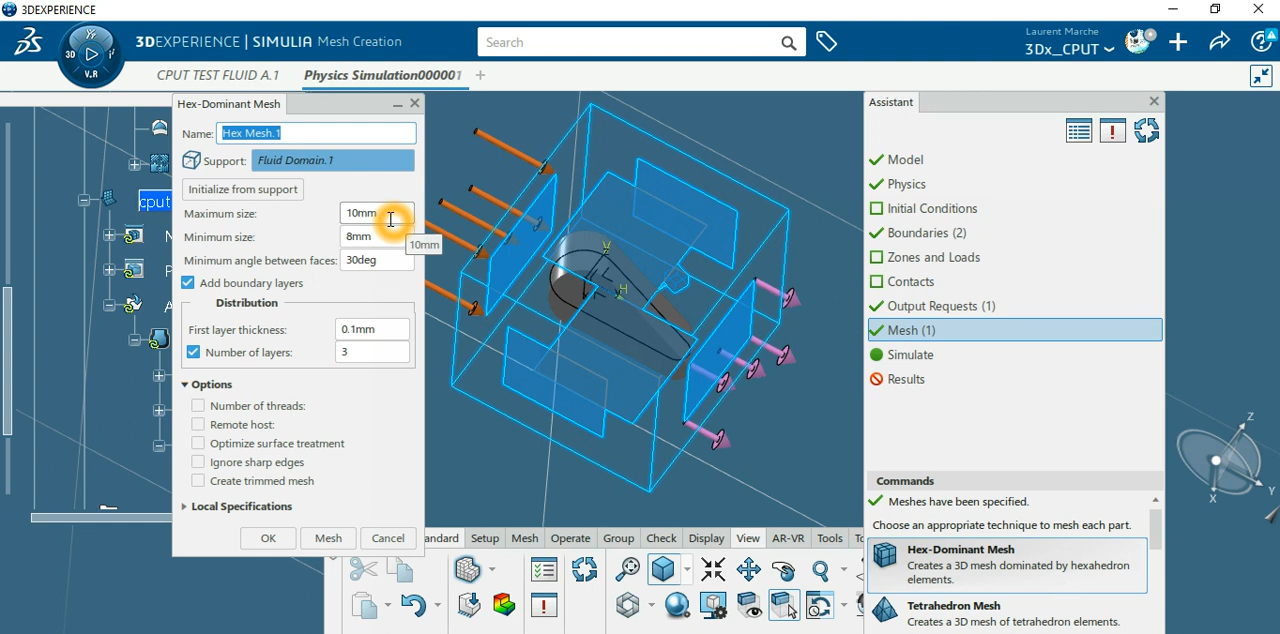 3DEXPERIENCE
3DEXPERIENCE | SIMULIA Mesh Creation
3D
V.R
Search
Laurent Marche
3Dx_CPUT
CPUT TEST FLUID A.1
Physics Simulation000001
Hex-Dominant Mesh
Name: Hex Mesh.1
Support: Fluid Domain.1
Initialize from support
Maximum size: 10mm
Minimum size: 8mm
10mm
Minimum angle between faces: 30deg
Add boundary layers
Distribution
First layer thickness: 0.1mm
Number of layers: 3
Options
Number of threads:
Remote host:
Optimize surface treatment
Ignore sharp edges
Create trimmed mesh
Local Specifications
OK Mesh Cancel
cput
N
P
A
V
H
Assistant
Model
Physics
Initial Conditions
Boundaries (2)
Zones and Loads
Contacts
Output Requests (1)
Mesh (1)
Simulate
Results
Z
Y
X
Commands
Meshes have been specified.
Choose an appropriate technique to mesh each part.
Hex-Dominant Mesh
Creates a 3D mesh dominated by hexahedron
elements.
Tetrahedron Mesh
Creates a 3D mesh of tetrahedron elements.
andard Setup Mesh Operate Group Check Display View AR-VR Tools To